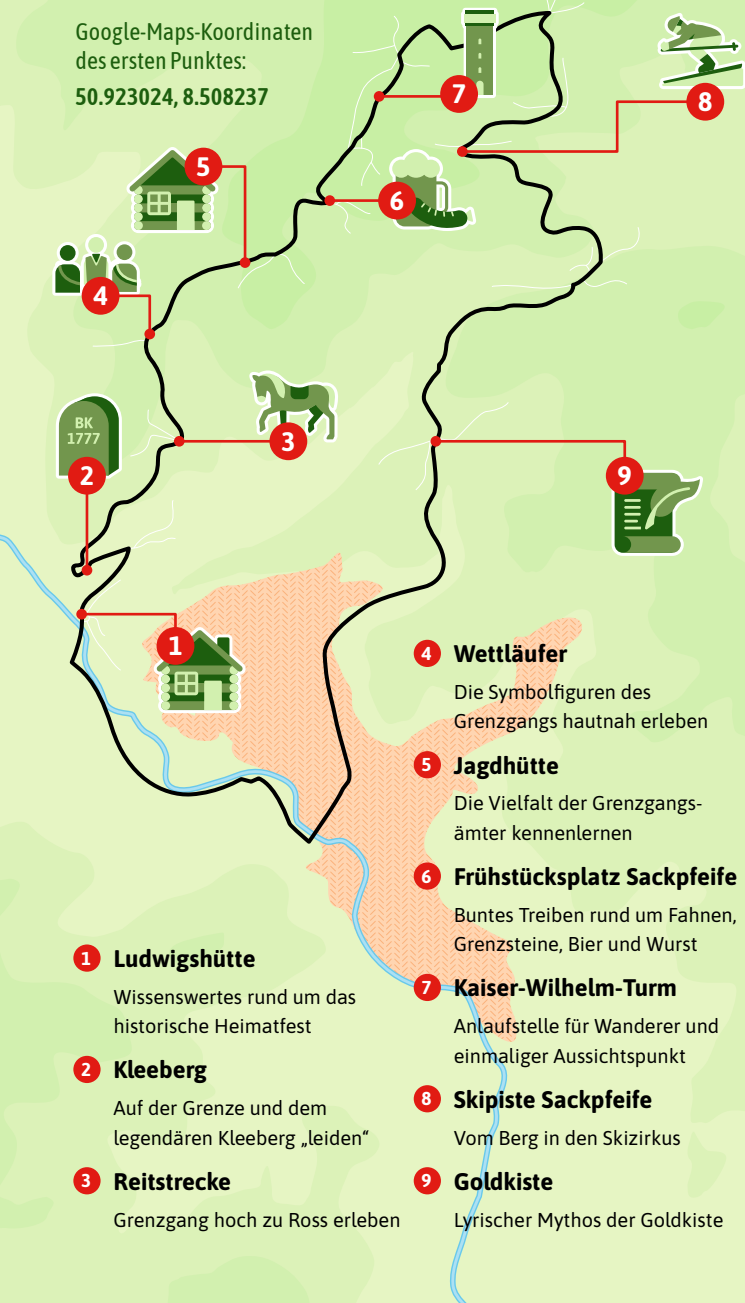 Google-Maps-Koordinaten
des ersten Punktes:
50.923024, 8.508237
7
8
5
6
4
BK
1777
3
2
9
1
1 Ludwigshütte
Wissenswertes rund um das
historische Heimatfest
2 Kleeberg
Auf der Grenze und dem
legendären Kleeberg „leiden“
3 Reitstrecke
Grenzgang hoch zu Ross erleben
4 Wettläufer
Die Symbolfiguren des
Grenzgangs hautnah erleben
5 Jagdhütte
Die Vielfalt der Grenzgangs-
ämter kennenlernen
6 Frühstücksplatz Sackpfeife
Buntes Treiben rund um Fahnen,
Grenzsteine, Bier und Wurst
7 Kaiser-Wilhelm-Turm
Anlaufstelle für Wanderer und
einmaliger Aussichtspunkt
8 Skipiste Sackpfeife
Vom Berg in den Skizirkus
9 Goldkiste
Lyrischer Mythos der Goldkiste